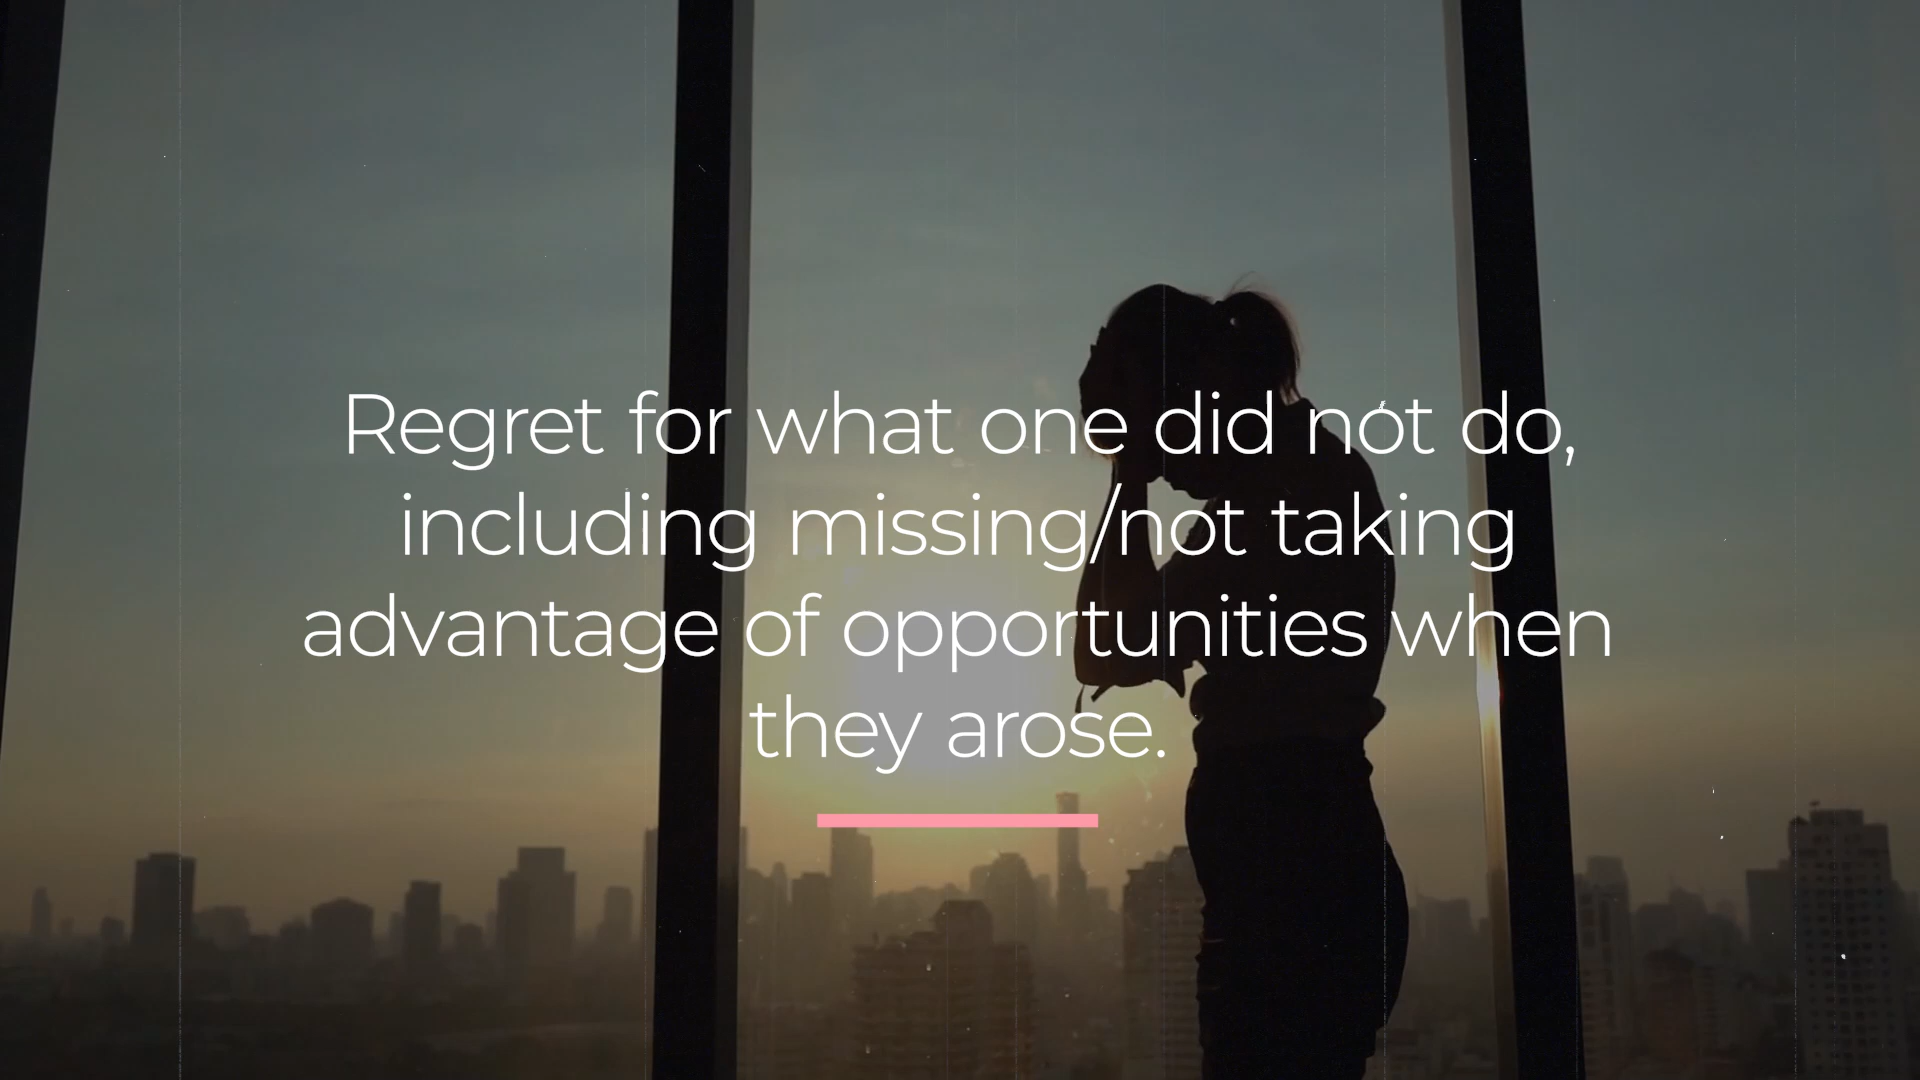 Regret for what one did not do,
including missing/not taking
advantage of opportunities when
they arose.